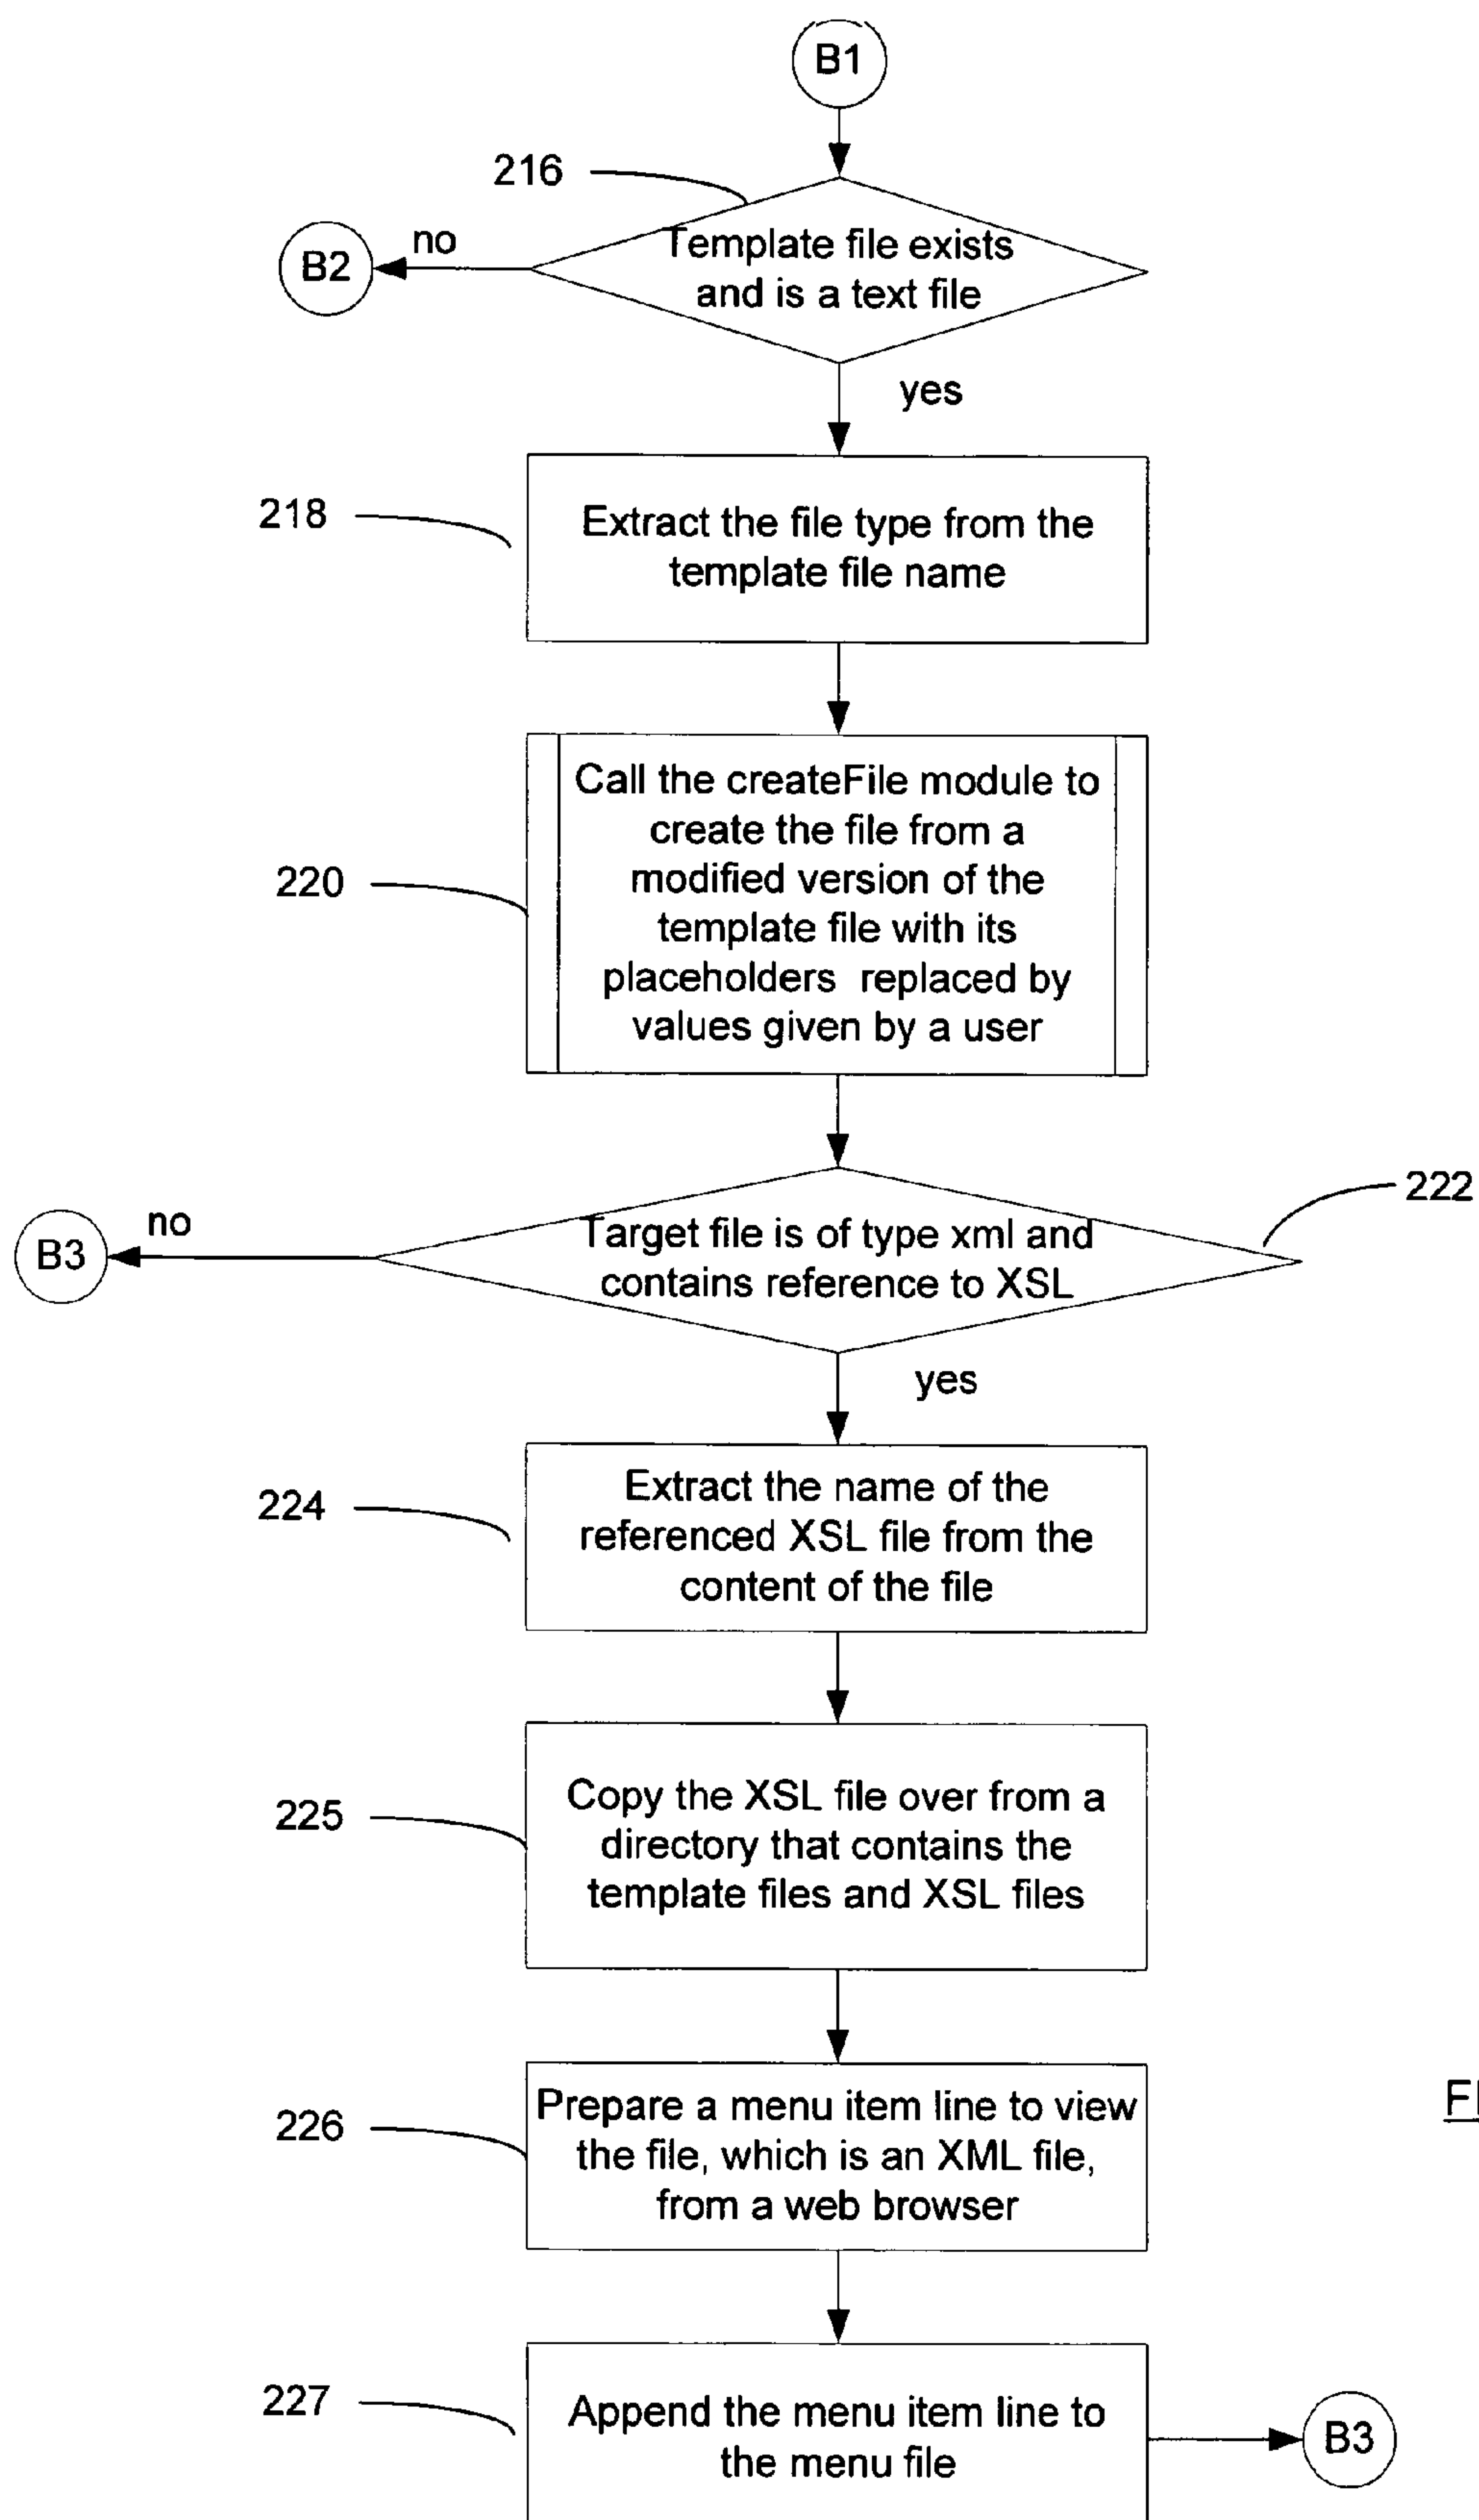 B1
216
Template file exists
and is a text file
no
B2
yes
218
Extract the file type from the
template file name
220
Call the createFile module to
create the file from a
modified version of the
template file with its
placeholders replaced by
values given by a user
222
Target file is of type xml and
contains reference to XSL
no
B3
yes
224
Extract the name of the
referenced XSL file from the
content of the file
225
Copy the XSL file over from a
directory that contains the
template files and XSL files
226
Prepare a menu item line to view
the file, which is an XML file,
from a web browser
227
Append the menu item line to
the menu file
B3